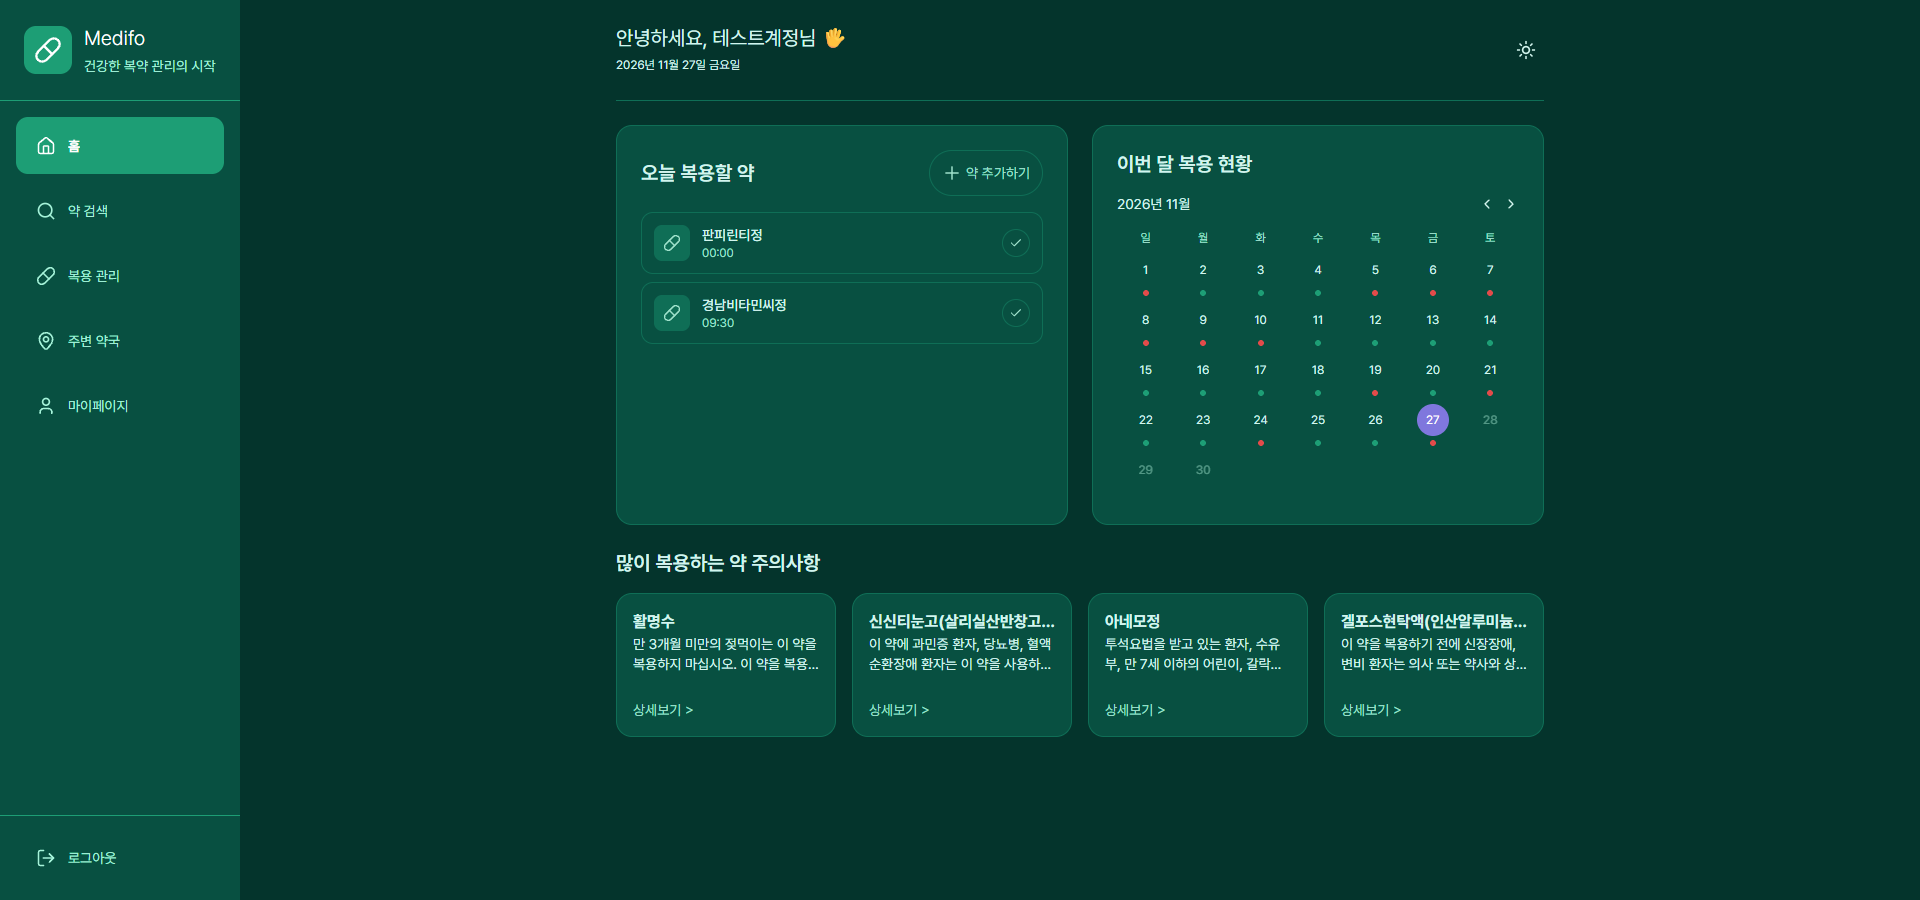 Medifo
건강한 복약 관리의 시작
홈
약 검색
복용 관리
주변 약국
마이페이지
로그아웃
안녕하세요, 테스트계정님 🖐
2026년 11월 27일 금요일
오늘 복용할 약
약 추가하기
판피린티정
00:00
경남비타민씨정
09:30
이번 달 복용 현황
2026년 11월
일 월 화 수 목 금 토
1 2 3 4 5 6 7
8 9 10 11 12 13 14
15 16 17 18 19 20 21
22 23 24 25 26 27 28
29 30
많이 복용하는 약 주의사항
활명수
만 3개월 미만의 젖먹이는 이 약을
복용하지 마십시오. 이 약을 복용...
상세보기 >
신신티눈고(살리실산반창고...
이 약에 과민증 환자, 당뇨병, 혈액
순환장애 환자는 이 약을 사용하...
상세보기 >
아네모정
투석요법을 받고 있는 환자, 수유
부, 만 7세 이하의 어린이, 갈락...
상세보기 >
겔포스현탁액(인산알루미늄...
이 약을 복용하기 전에 신장장애,
변비 환자는 의사 또는 약사와 상...
상세보기 >